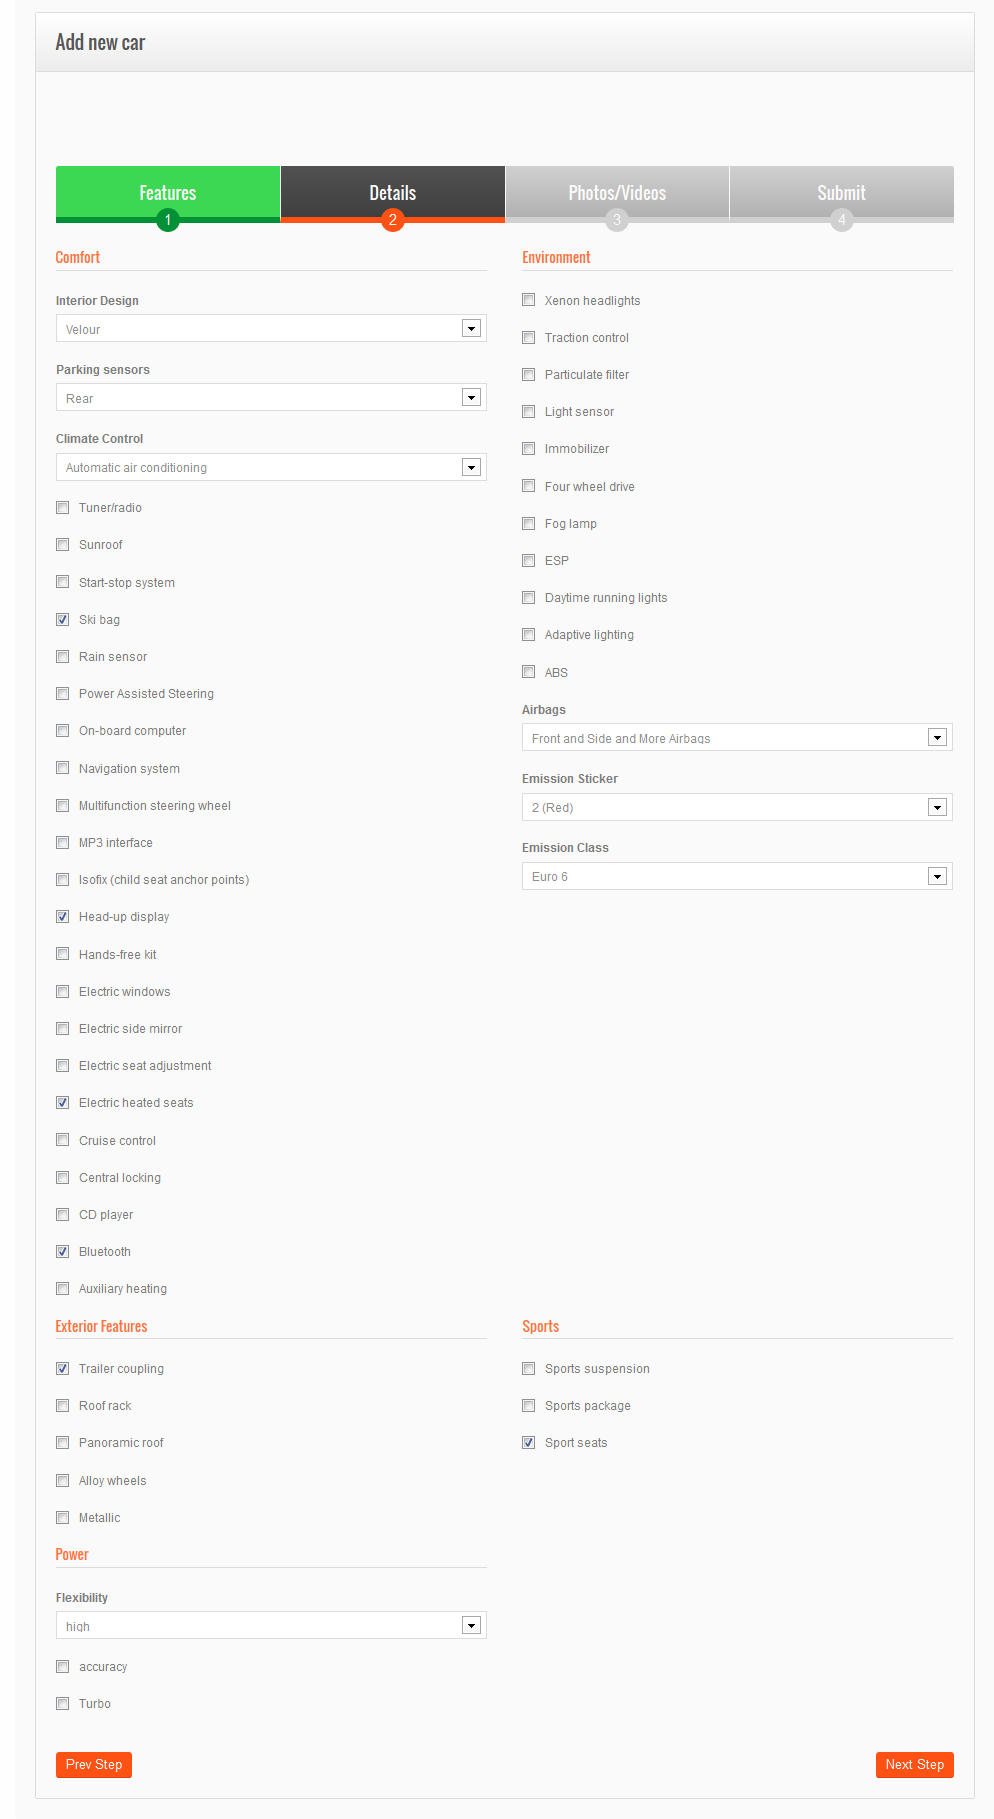 Add new car
Features
Details
Photos/Videos
Submit
1
2
3
4
Comfort
Interior Design
Velour
Parking sensors
Rear
Climate Control
Automatic air conditioning
Tuner/radio
Sunroof
Start-stop system
Ski bag
Rain sensor
Power Assisted Steering
On-board computer
Navigation system
Multifunction steering wheel
MP3 interface
Isofix (child seat anchor points)
Head-up display
Hands-free kit
Electric windows
Electric side mirror
Electric seat adjustment
Electric heated seats
Cruise control
Central locking
CD player
Bluetooth
Auxiliary heating
Environment
Xenon headlights
Traction control
Particulate filter
Light sensor
Immobilizer
Four wheel drive
Fog lamp
ESP
Daytime running lights
Adaptive lighting
ABS
Airbags
Front and Side and More Airbags
Emission Sticker
2 (Red)
Emission Class
Euro 6
Exterior Features
Trailer coupling
Roof rack
Panoramic roof
Alloy wheels
Metallic
Sports
Sports suspension
Sports package
Sport seats
Power
Flexibility
high
accuracy
Turbo
Prev Step
Next Step